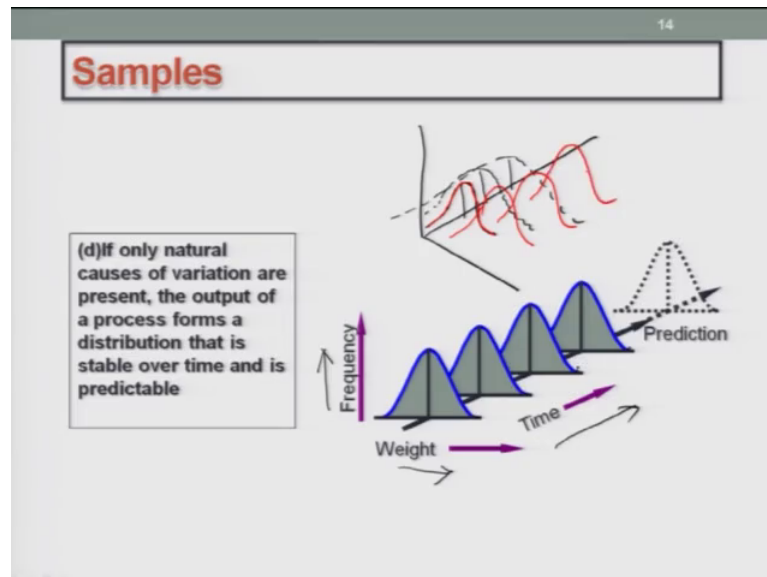 14
Samples
(d)If only natural
causes of variation are
present, the output of
a process forms a
distribution that is
stable over time and is
predictable
Frequency
Weight
Time
Prediction